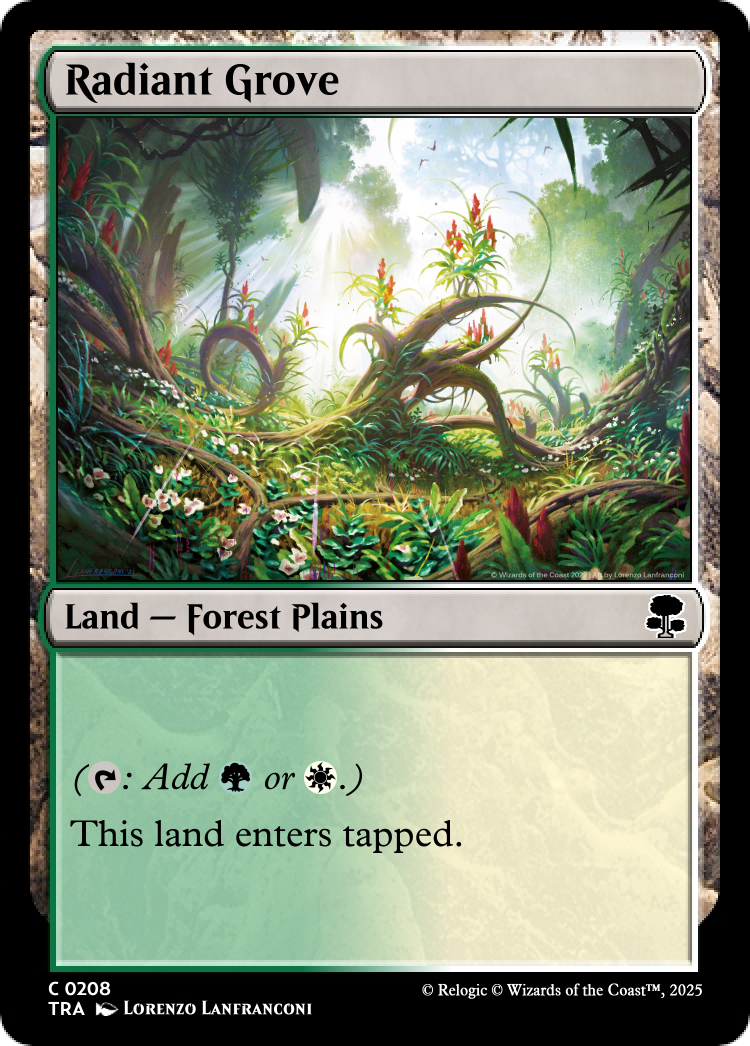 Radiant Grove
© Wizards of the Coast 2022 | Art by Lorenzo Lanfranconi
Land — Forest Plains
(: Add or .)
This land enters tapped.
C 0208
TRA LORENZO LANFRANCONI
© Relogic © Wizards of the Coast™, 2025